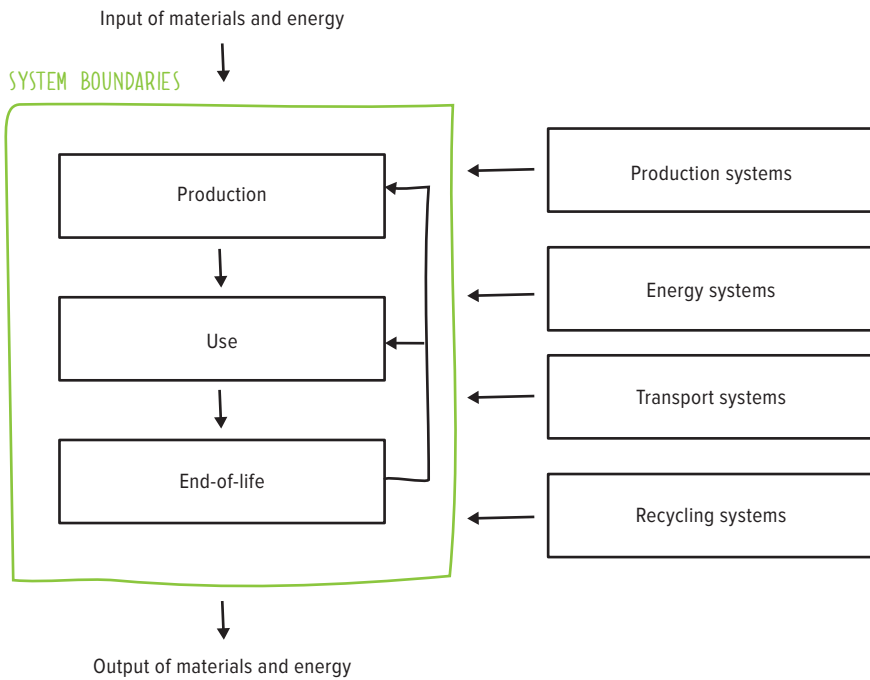 Input of materials and energy
SYSTEM BOUNDARIES
Production
Use
End-of-life
Production systems
Energy systems
Transport systems
Recycling systems
Output of materials and energy